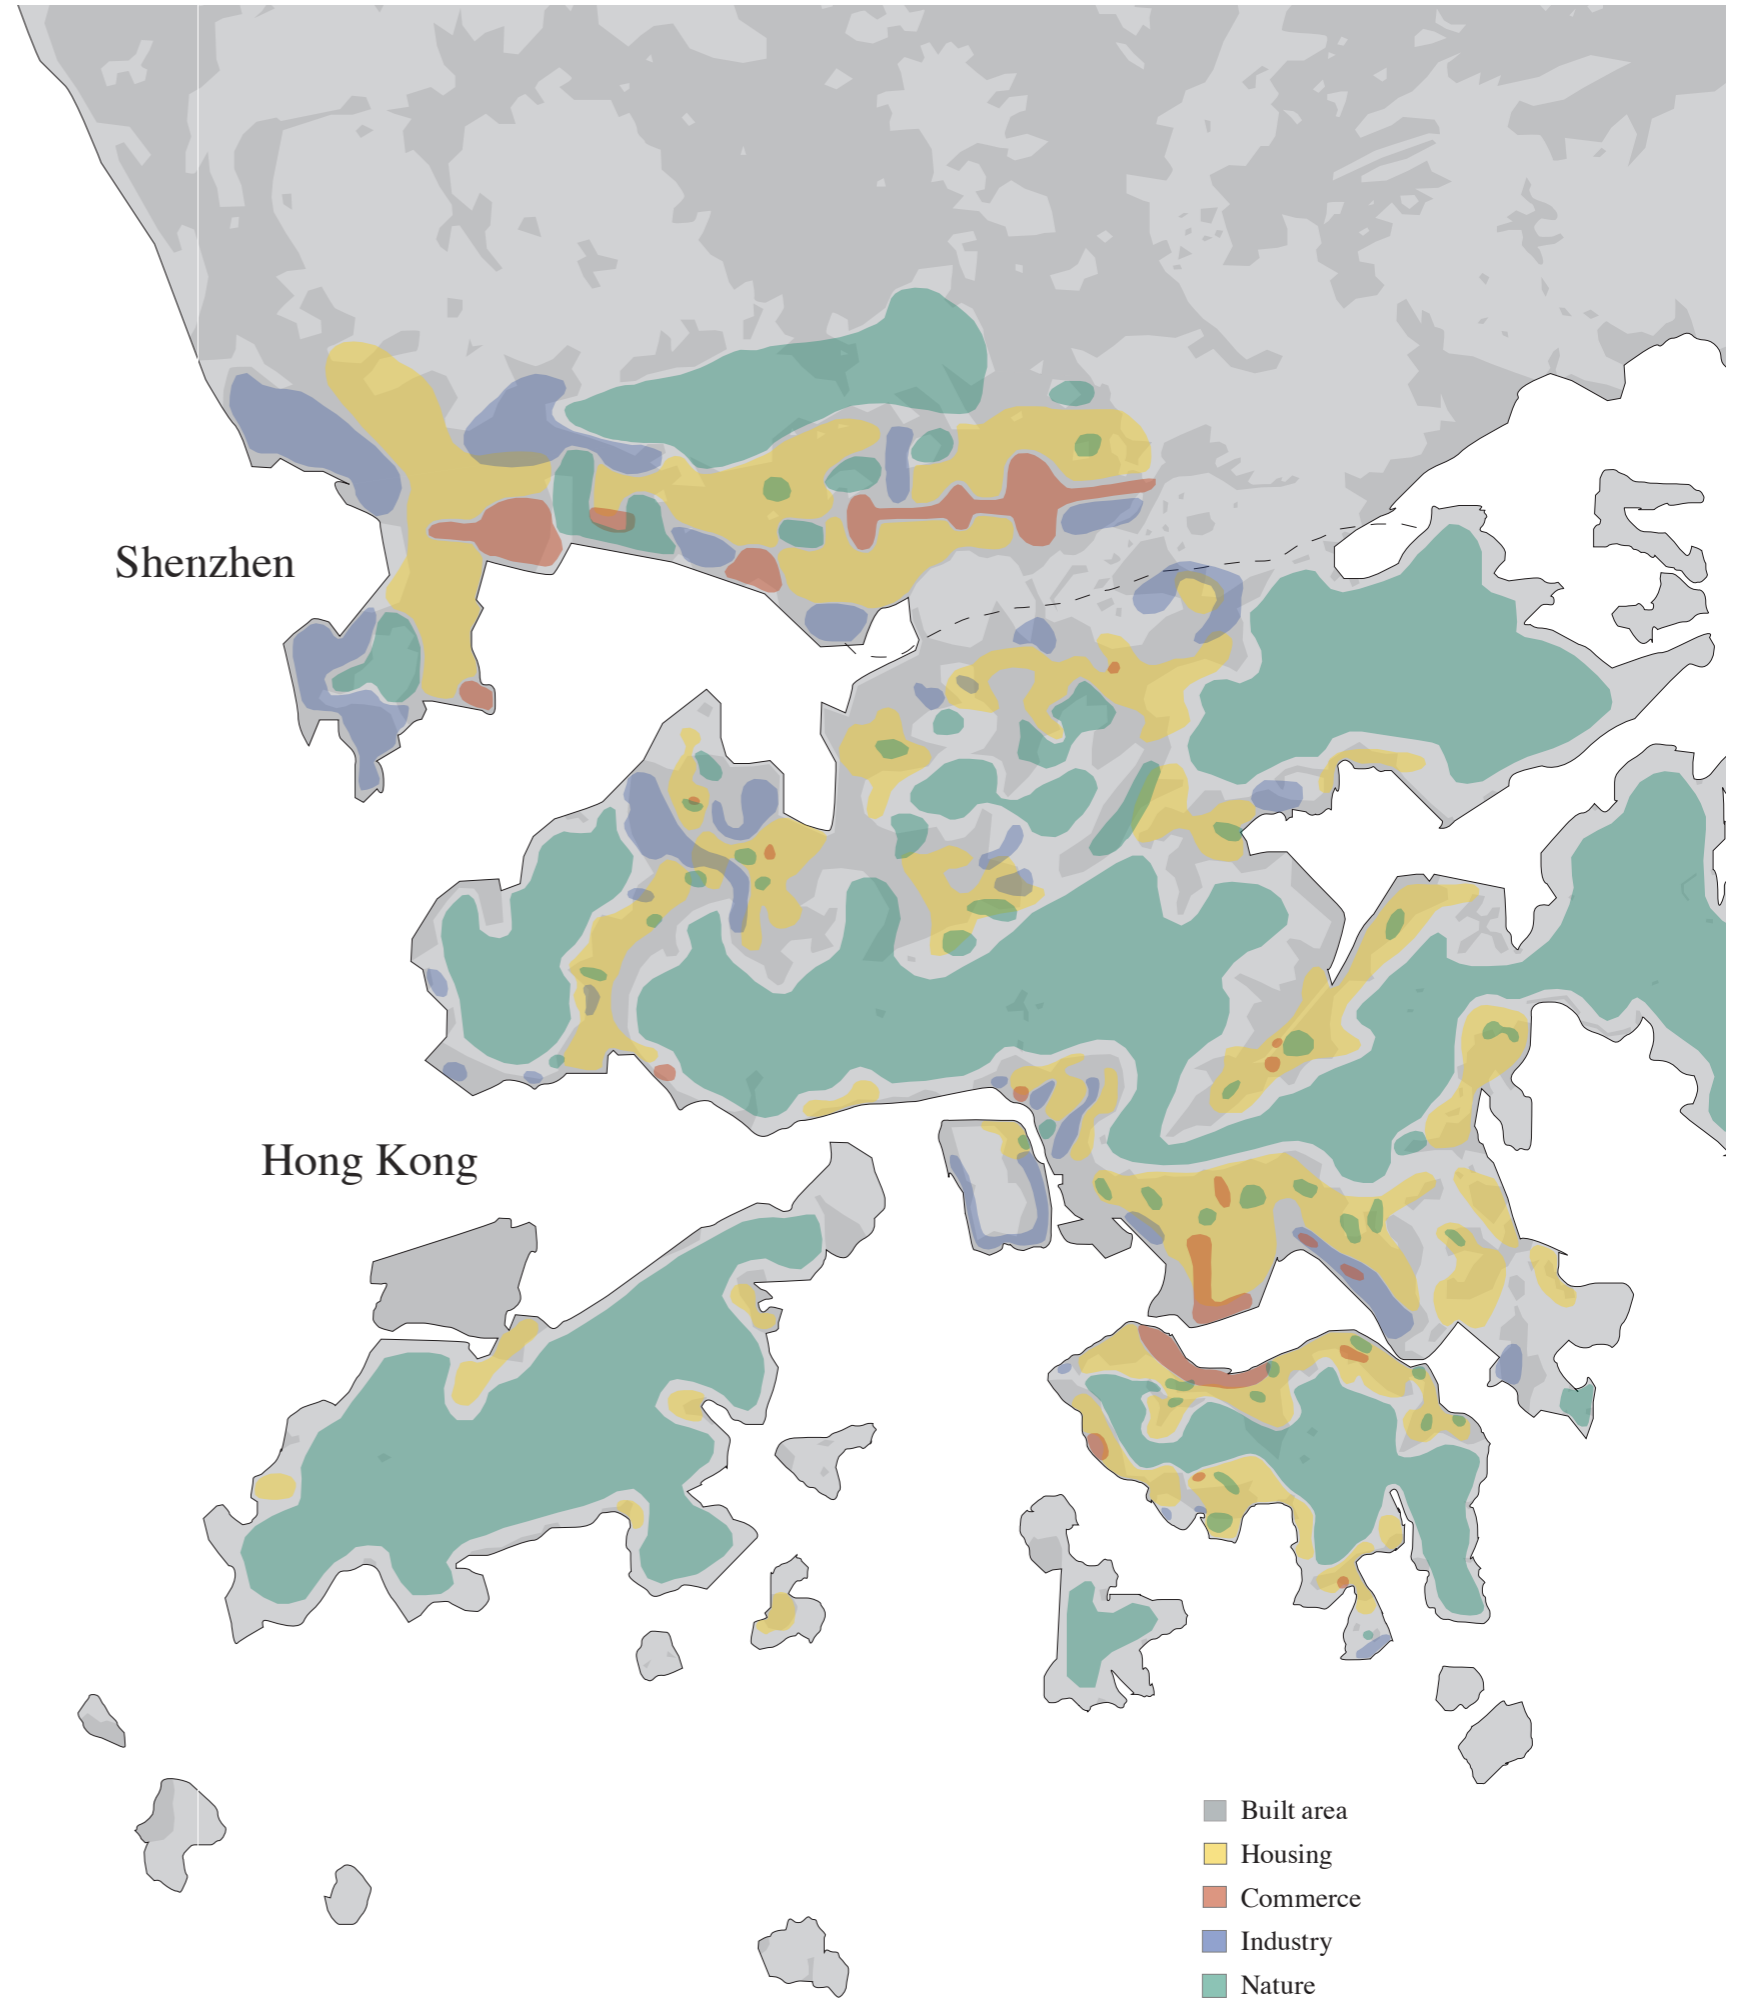 Shenzhen
Hong Kong
Built area
Housing
Commerce
Industry
Nature